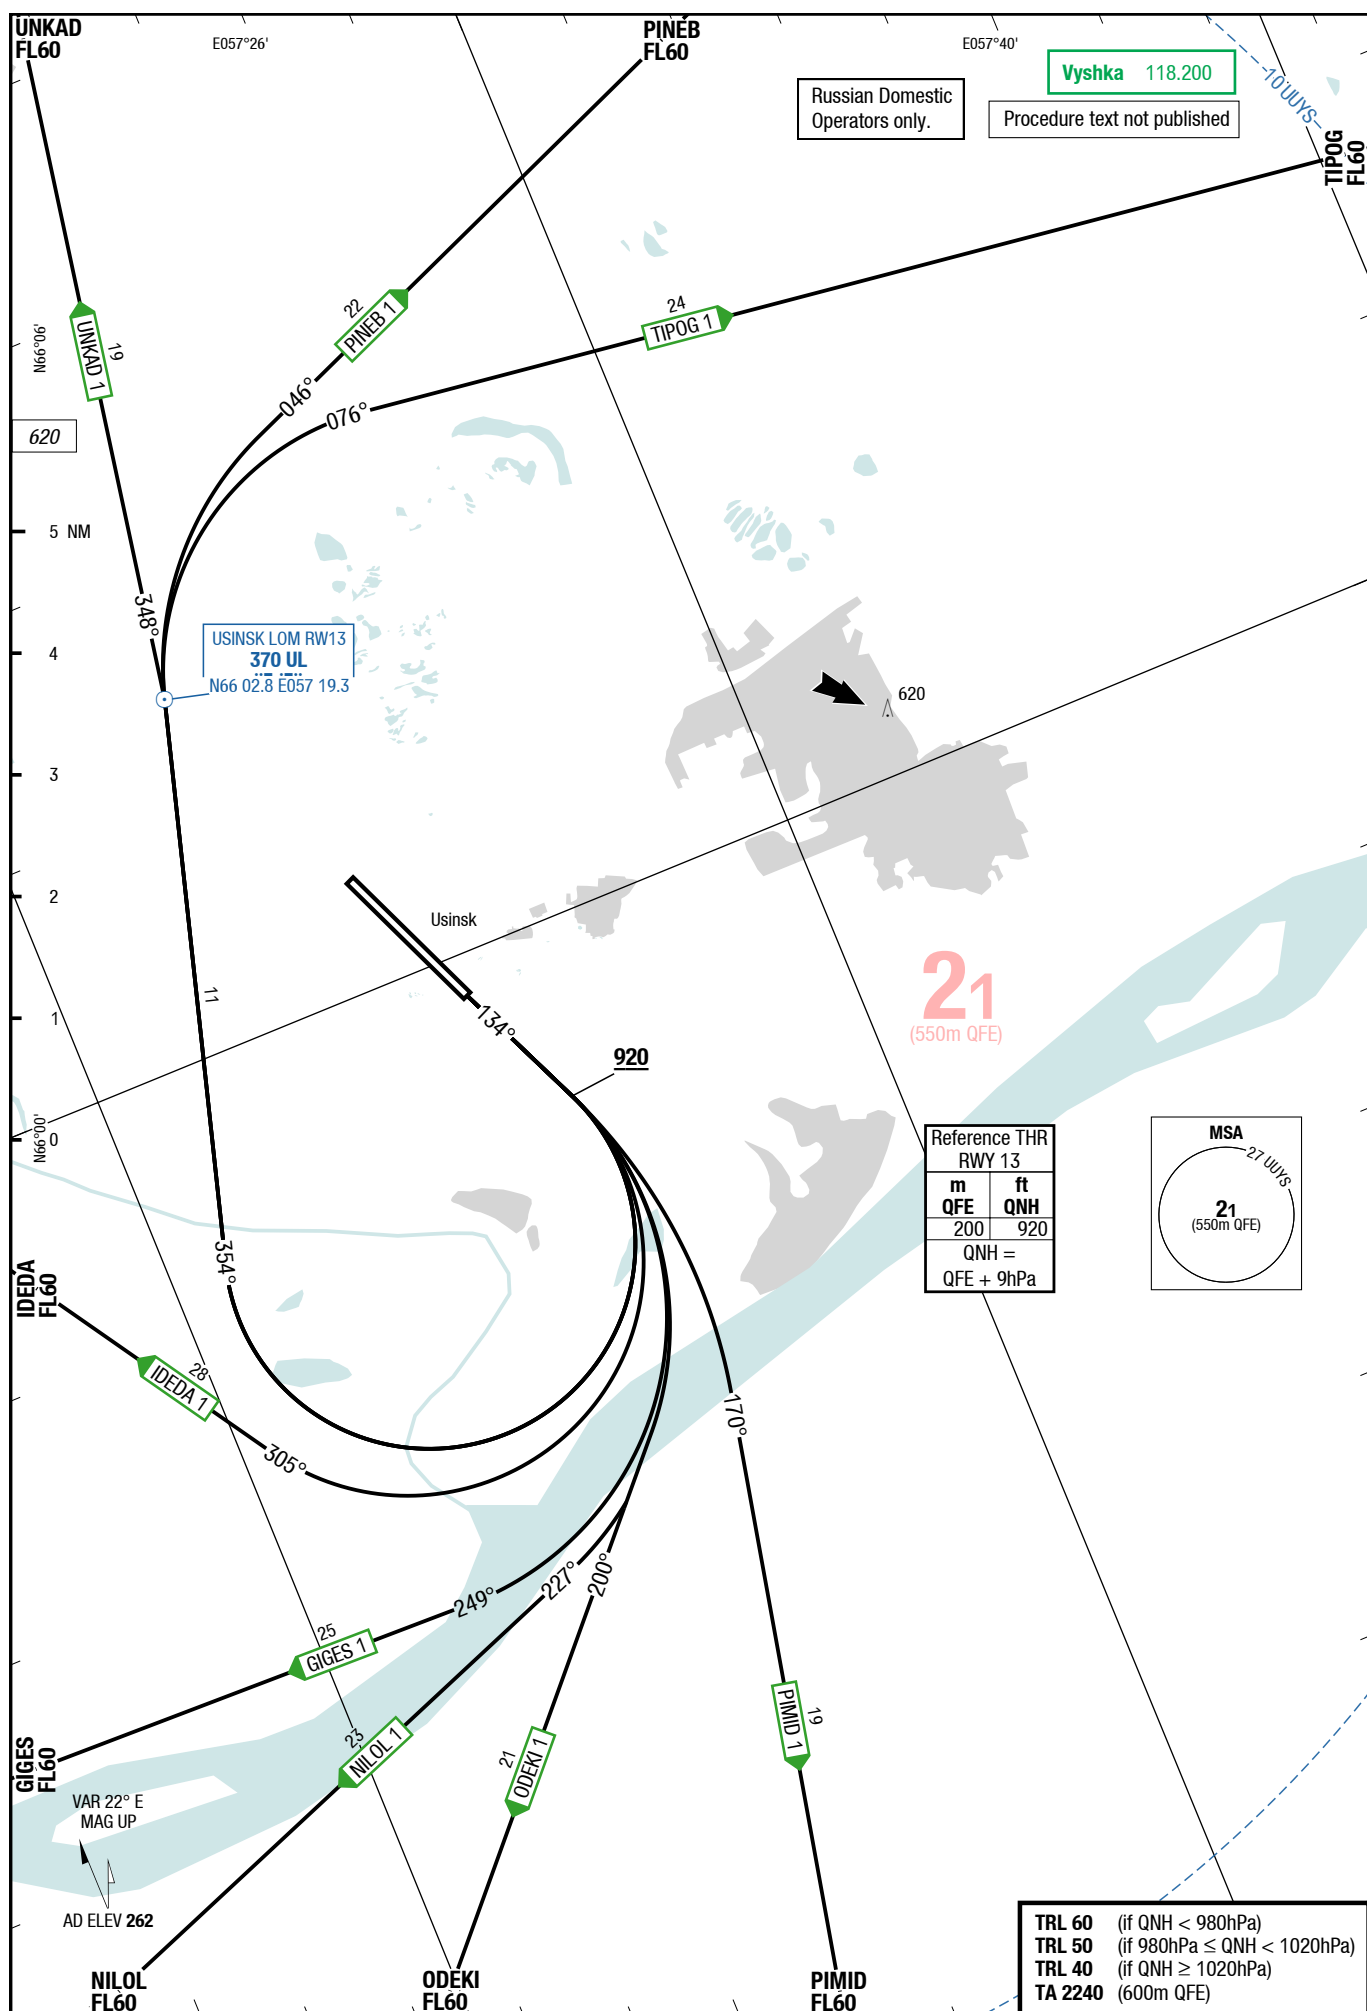 UNKAD
FL60
E057°26'
PINEB
FL60
E057°40'
Vyshka 118.200
Russian Domestic
Operators only.
Procedure text not published
10 UUYS
TIPOG
FL60
22
PINEB 1
24
TIPOG 1
UNKAD 1
19
N66°06'
046°
076°
620
5 NM
348°
USINSK LOM RW13
370 UL
N66 02.8 E057 19.3
4
620
3
2
Usinsk
11
21
(550m QFE)
1
134°
920
N66°00'
0
Reference THR
RWY 13
m ft
QFE QNH
200 920
QNH =
QFE + 9hPa
MSA
27 UUYS
21
(550m QFE)
354°
IDEDA
FL60
28
IDEDA 1
170°
305°
249°
227°
200°
25
GIGES 1
23
NILOL 1
21
ODEKI 1
PIMID 1
19
GIGES
FL60
VAR 22° E
MAG UP
AD ELEV 262
NILOL
FL60
ODEKI
FL60
PIMID
FL60
TRL 60 (if QNH < 980hPa)
TRL 50 (if 980hPa ≤ QNH < 1020hPa)
TRL 40 (if QNH ≥ 1020hPa)
TA 2240 (600m QFE)